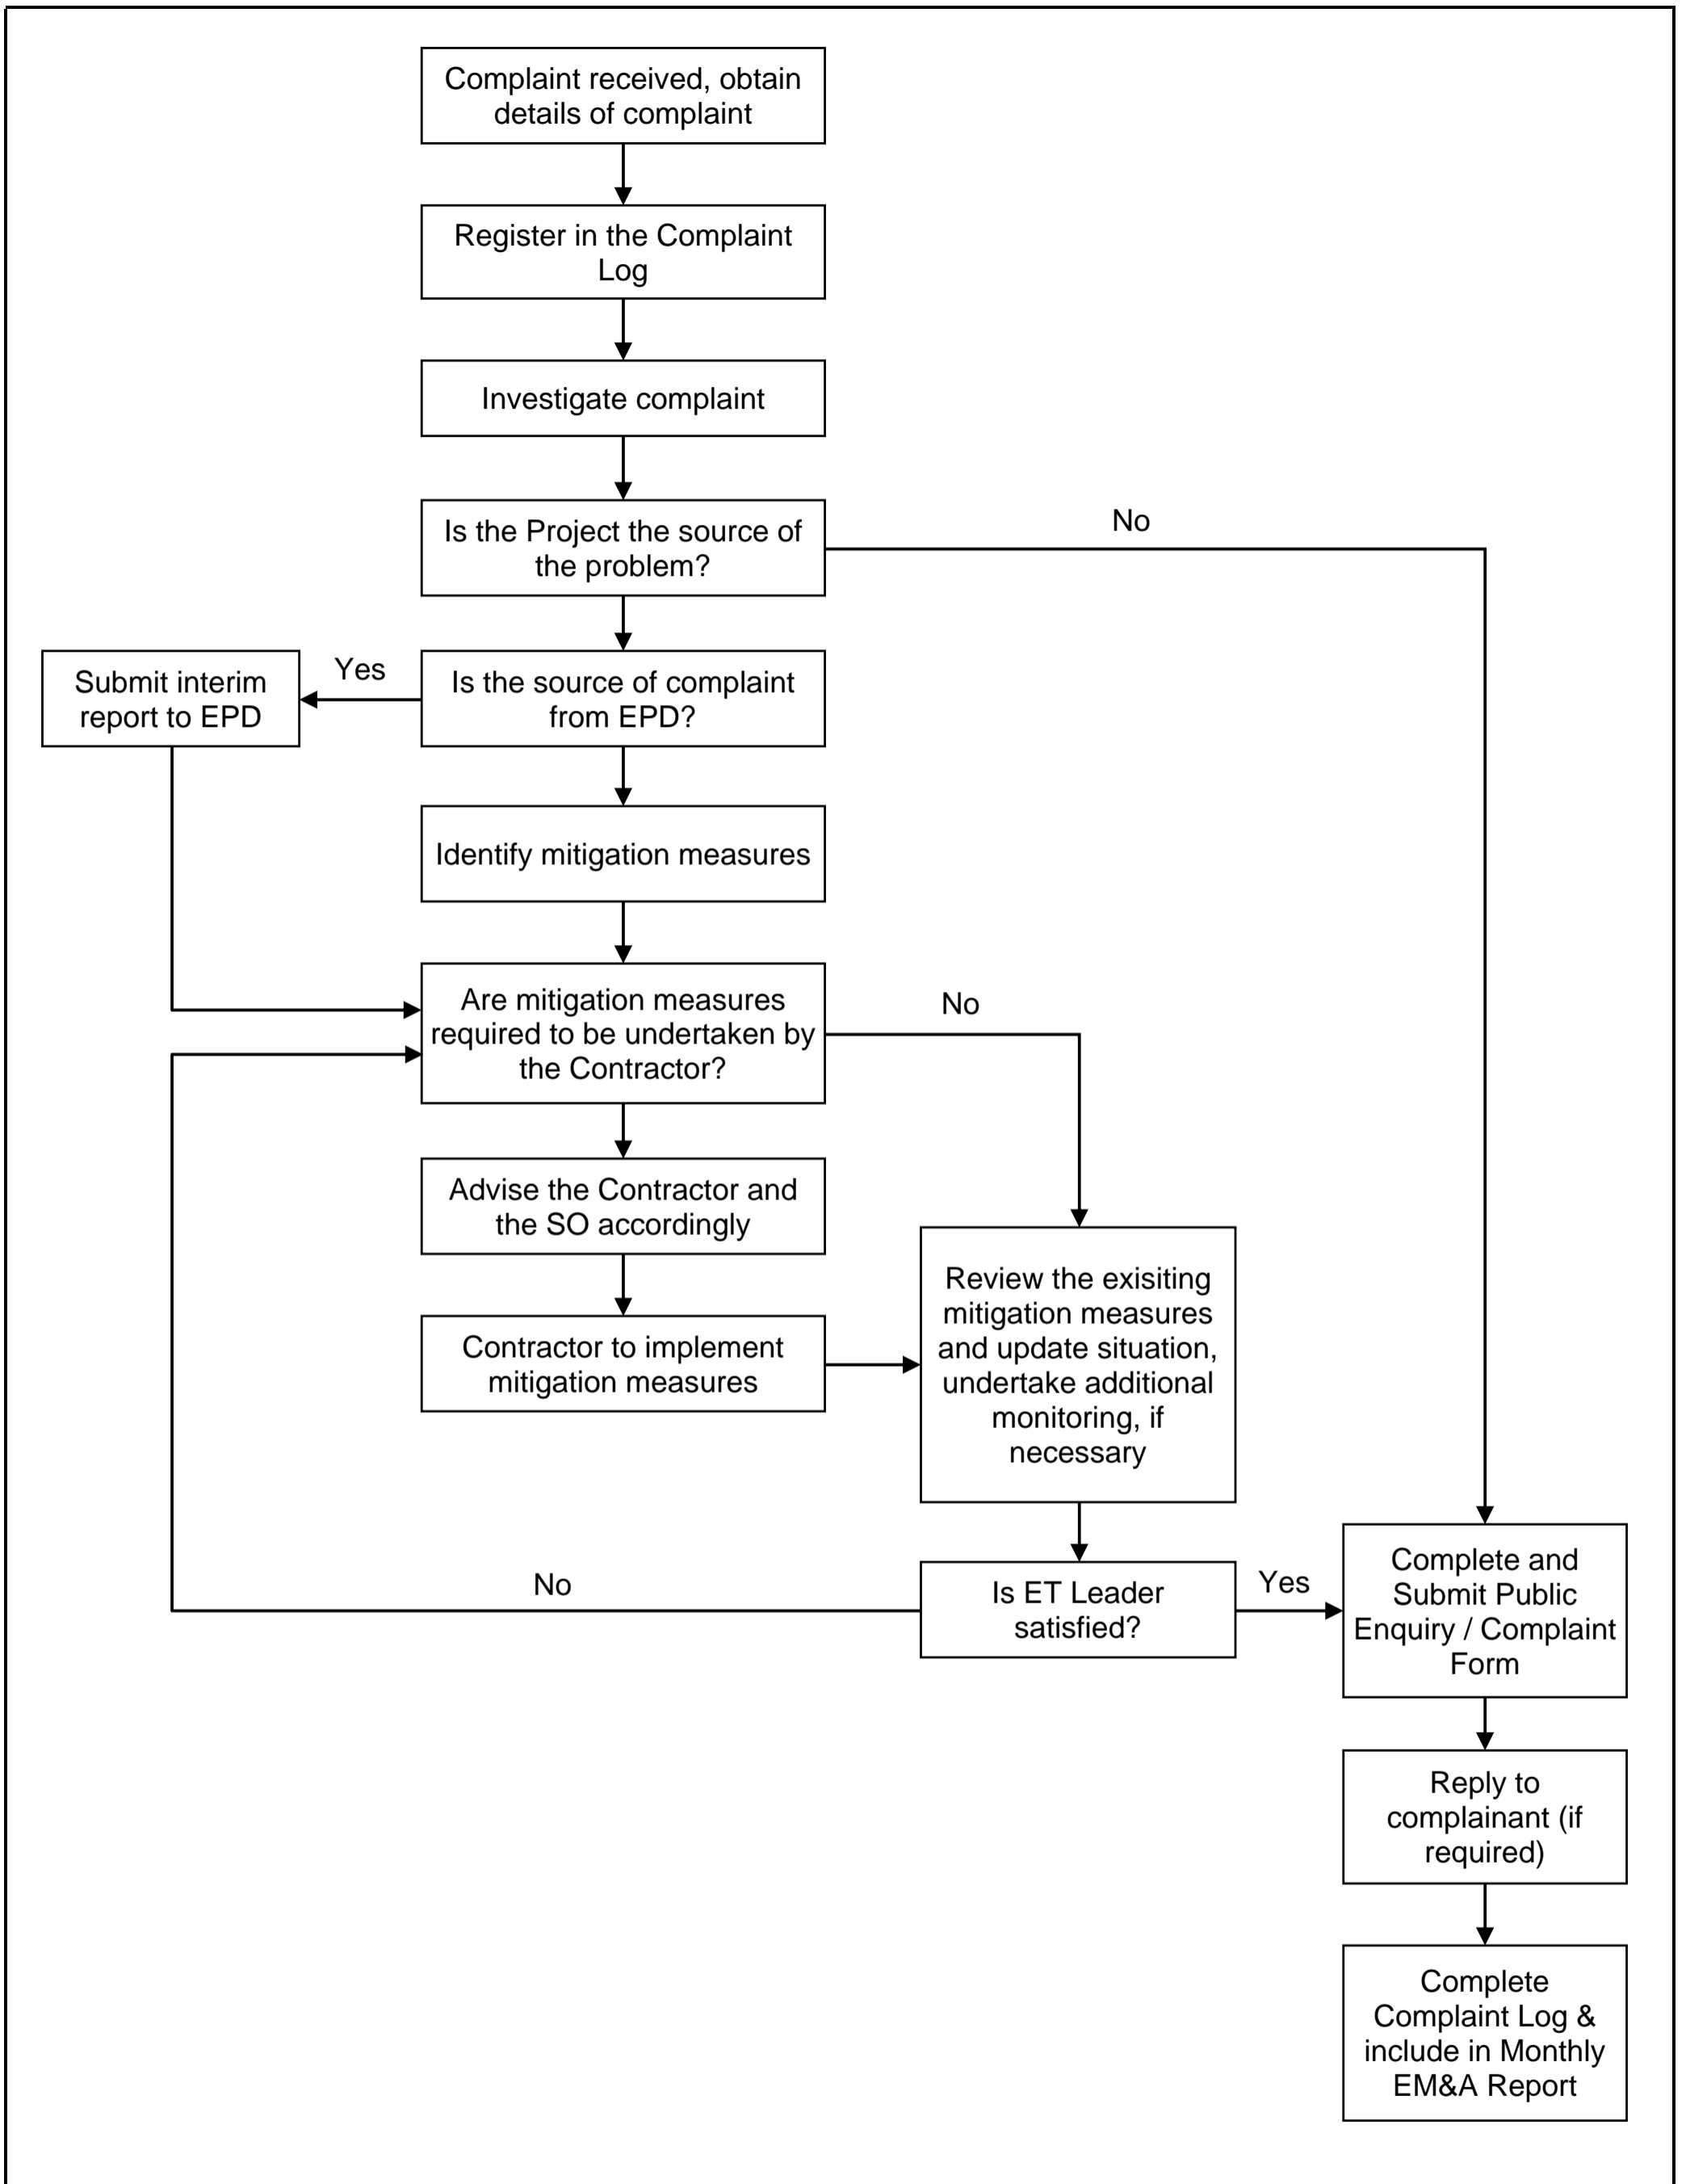 Complaint received, obtain
details of complaint
Register in the Complaint
Log
Investigate complaint
Is the Project the source of
the problem?
No
Submit interim
report to EPD
Yes
Is the source of complaint
from EPD?
Identify mitigation measures
Are mitigation measures
required to be undertaken by
the Contractor?
No
Advise the Contractor and
the SO accordingly
Contractor to implement
mitigation measures
Review the exisiting
mitigation measures
and update situation,
undertake additional
monitoring, if
necessary
No
Is ET Leader
satisfied?
Yes
Complete and
Submit Public
Enquiry / Complaint
Form
Reply to
complainant (if
required)
Complete
Complaint Log &
include in Monthly
EM&A Report